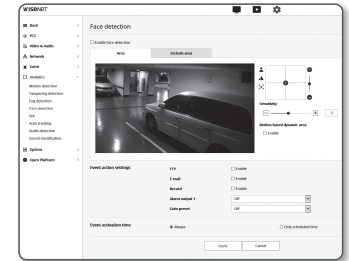 WISENET
Basic
PTZ
Video & Audio
Network
Event
Analytics
Motion detection
Tampering detection
Fog detection
Face detection
IVA
Auto tracking
Audio detection
Sound classification
System
Open Platform
Face detection
Enable face detection
Area
Exclude area
Sensitivity
5
Motion based dynamic area
Enable
Event action settings
FTP
Enable
E-mail
Enable
Record
Enable
Alarm output 1
Off
Goto preset
Off
Event activation time
Always
Only scheduled time
Apply
Cancel